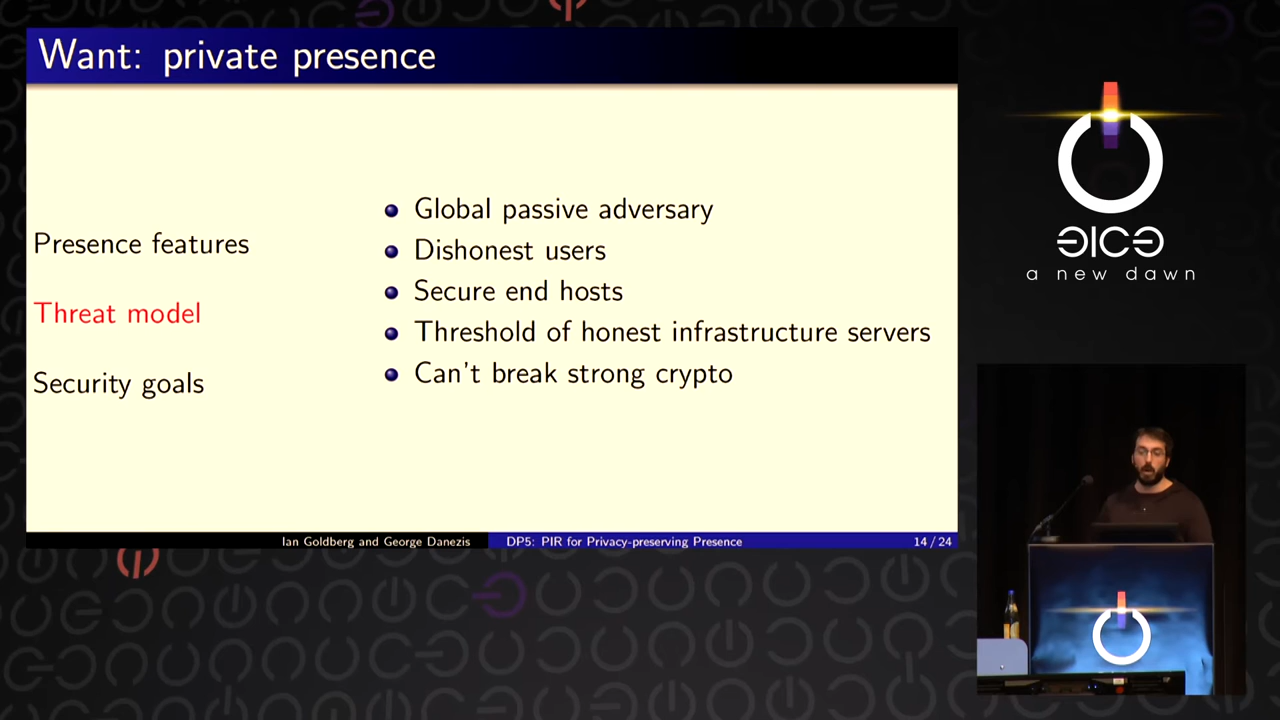 Want: private presence
Presence features
Threat model
Security goals
Global passive adversary
Dishonest users
Secure end hosts
Threshold of honest infrastructure servers
Can't break strong crypto
Ian Goldberg and George Danezis
DP5: PIR for Privacy-preserving Presence
14 / 24
a new dawn